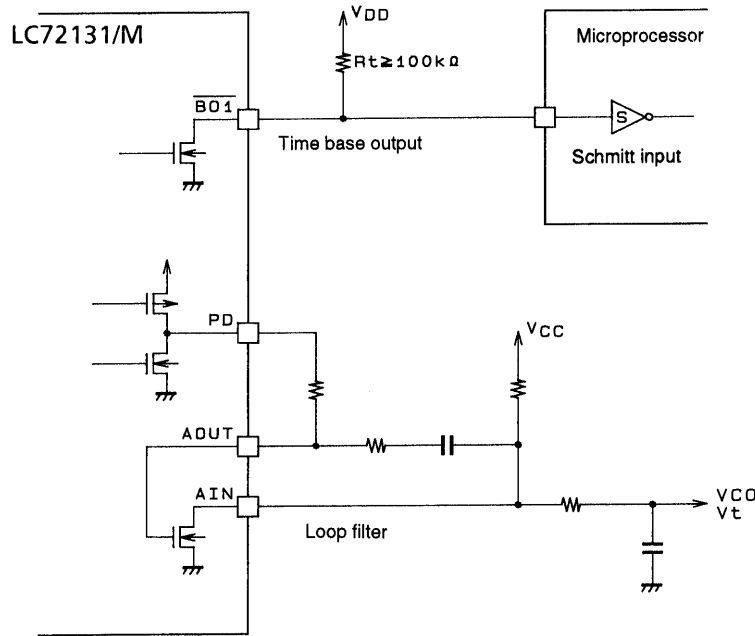 LC72131/M
VDD
Microprocessor
Rt≧100kΩ
BO1
S
Time base output
Schmitt input
PD
VCC
AOUT
AIN
VCO
Vt
Loop filter